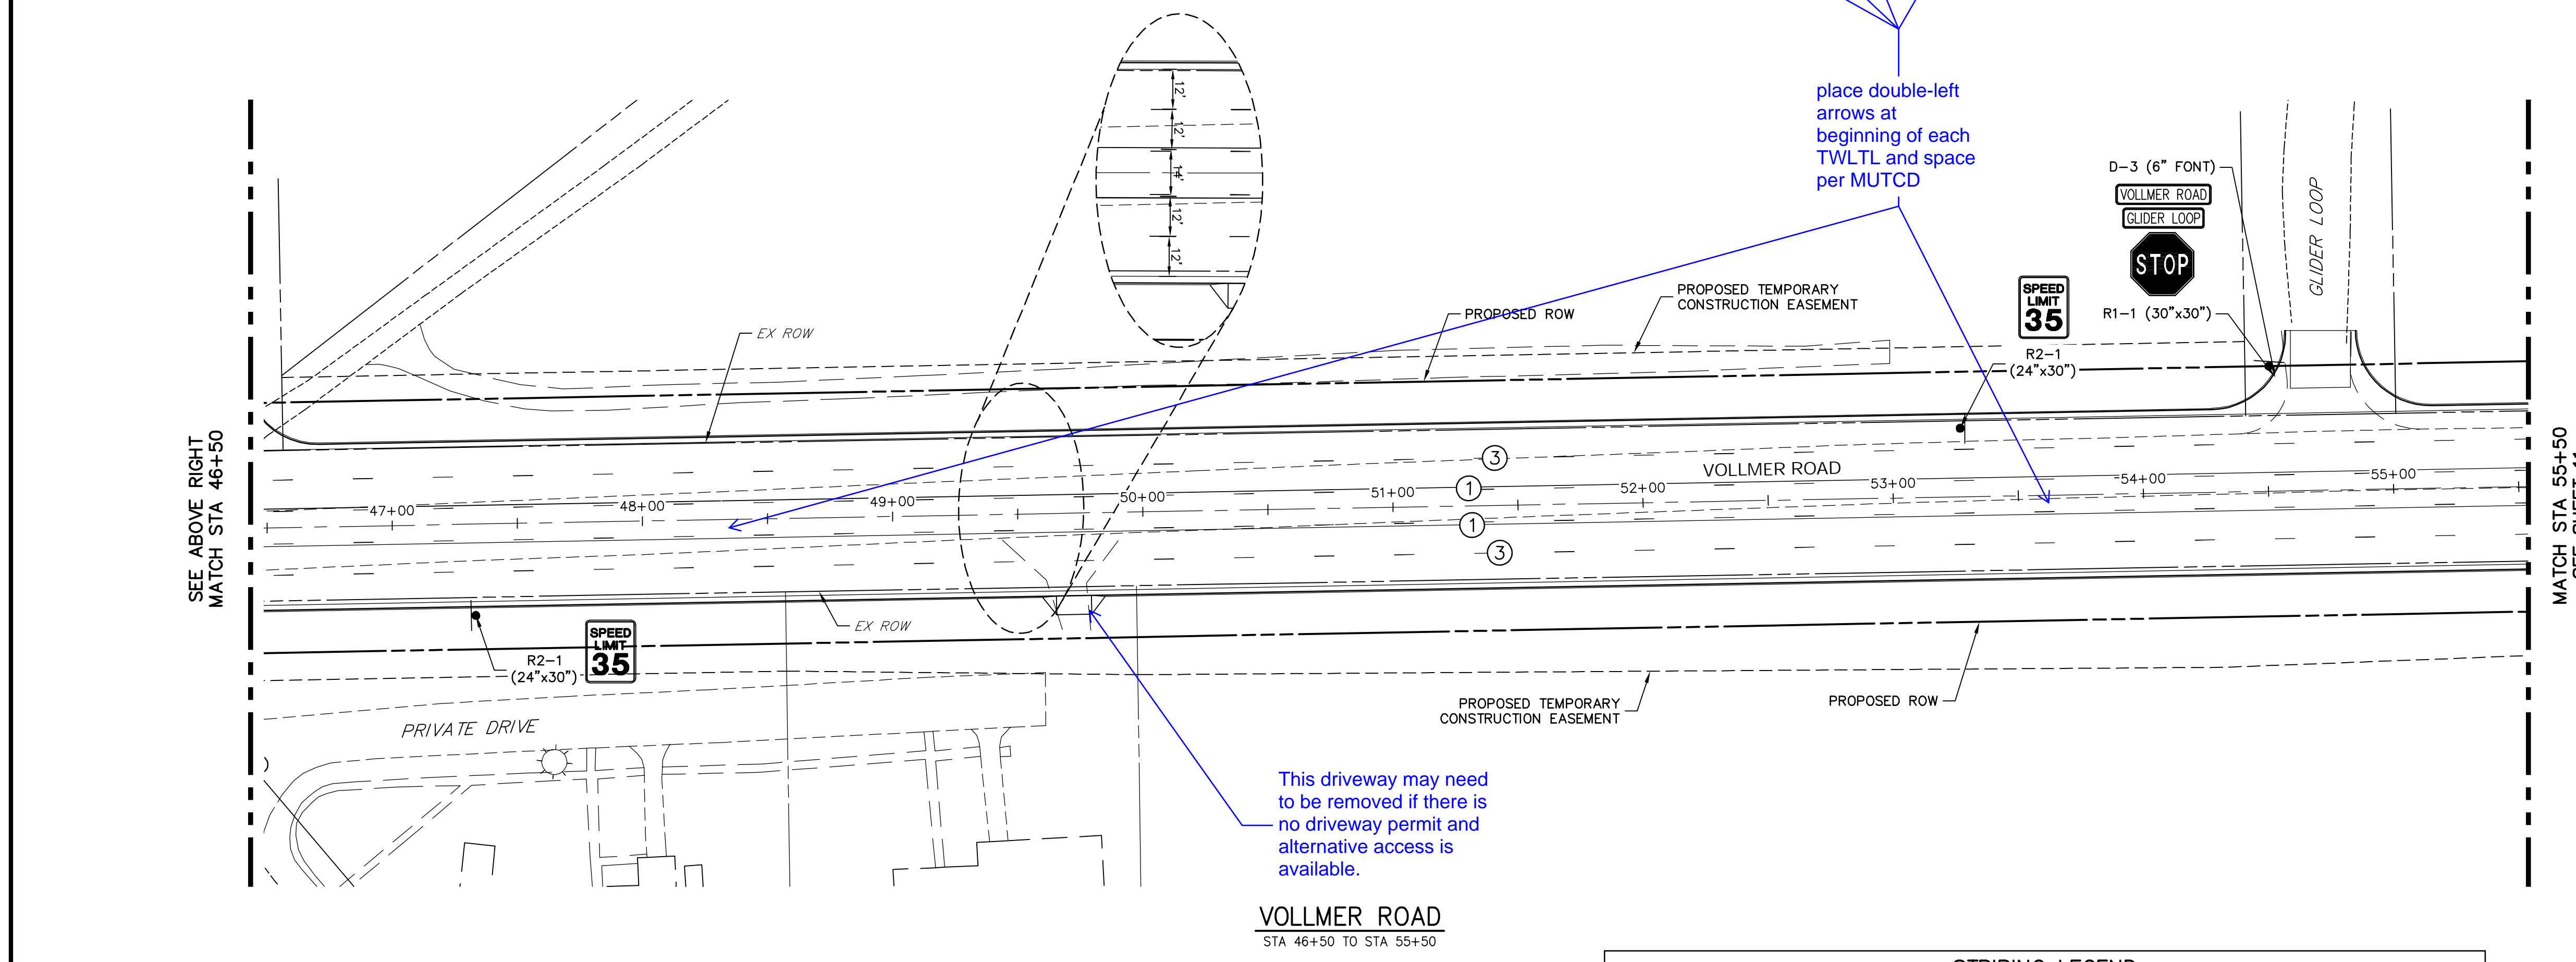 12'
12'
14'
12'
12'
place double-left
arrows at
beginning of each
TWLTL and space
per MUTCD
D-3 (6" FONT)
VOLLMER ROAD
GLIDER LOOP
STOP
R1-1 (30"x30")
GLIDER LOOP
SPEED
LIMIT
35
R2-1
(24"x30")
PROPOSED TEMPORARY
CONSTRUCTION EASEMENT
PROPOSED ROW
EX ROW
SEE ABOVE RIGHT
MATCH STA 46+50
3
VOLLMER ROAD
1
47+00
48+00
49+00
50+00
51+00
52+00
53+00
54+00
55+00
1
3
MATCH STA 55+50
EX ROW
R2-1
(24"x30")
SPEED
LIMIT
35
PRIVATE DRIVE
PROPOSED TEMPORARY
CONSTRUCTION EASEMENT
PROPOSED ROW
This driveway may need
to be removed if there is
no driveway permit and
alternative access is
available.
VOLLMER ROAD
STA 46+50 TO STA 55+50
STRIPING LEGEND